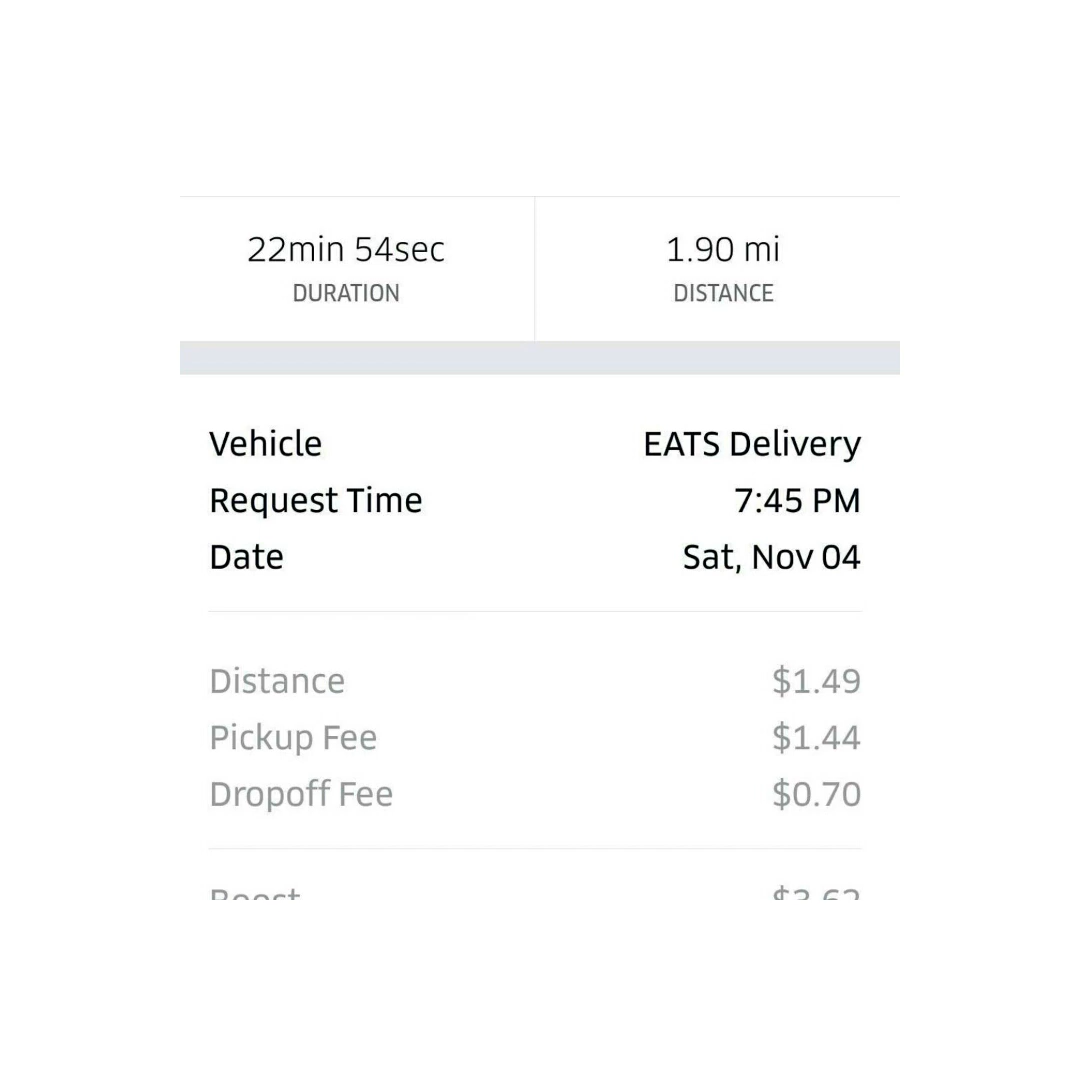 22min 54sec 1.90 mi
DURATION DISTANCE
Vehicle EATS Delivery
Request Time 7:45 PM
Date Sat, Nov 04
Distance $1.49
Pickup Fee $1.44
Dropoff Fee $0.70
Boost